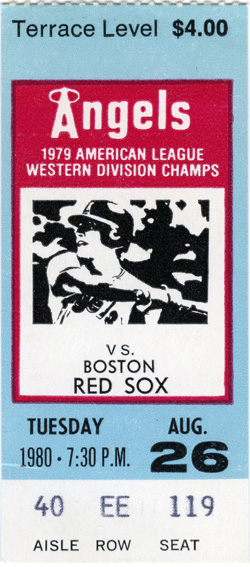 Terrace Level $4.00
Angels
1979 AMERICAN LEAGUE
WESTERN DIVISION CHAMPS
VS.
BOSTON
RED SOX
TUESDAY AUG.
1980 · 7:30 P.M. 26
40 EE 119
AISLE ROW SEAT